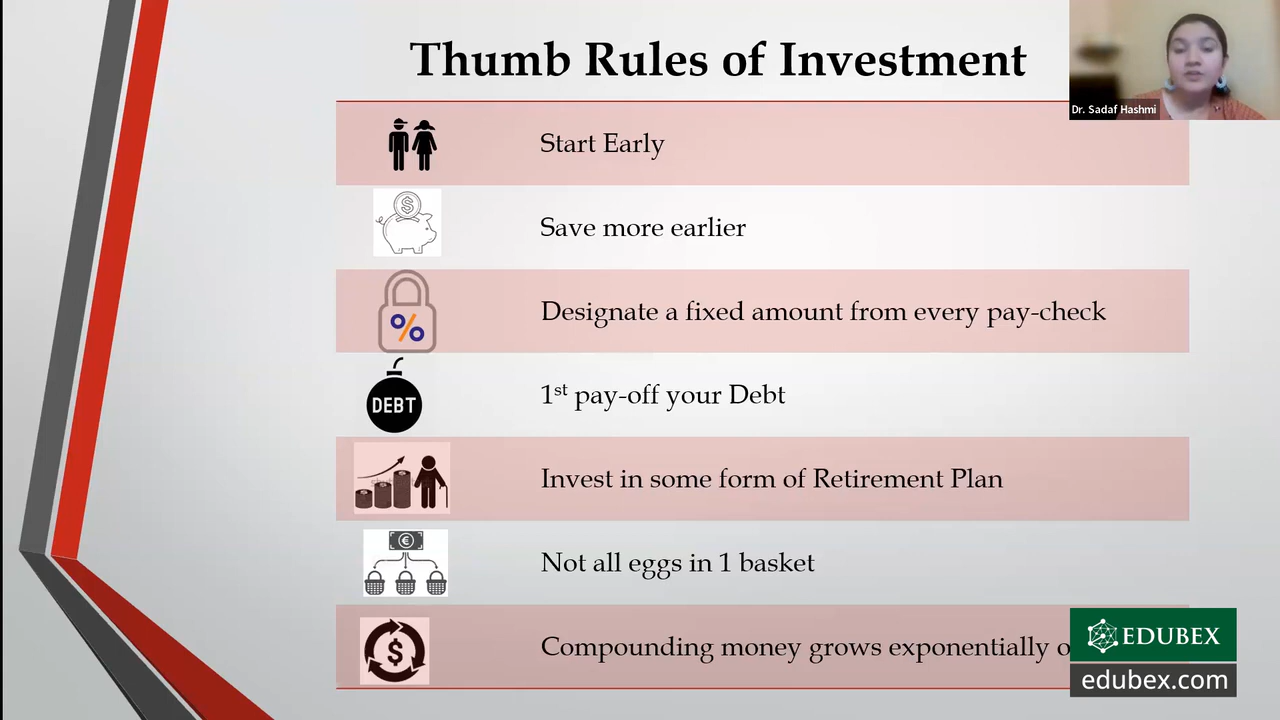 Thumb Rules of Investment
Dr. Sadaf Hashmi
Start Early
$
Save more earlier
%
Designate a fixed amount from every pay-check
DEBT
1st pay-off your Debt
Invest in some form of Retirement Plan
€
Not all eggs in 1 basket
$
Compounding money grows exponentially
EDUBEX
edubex.com